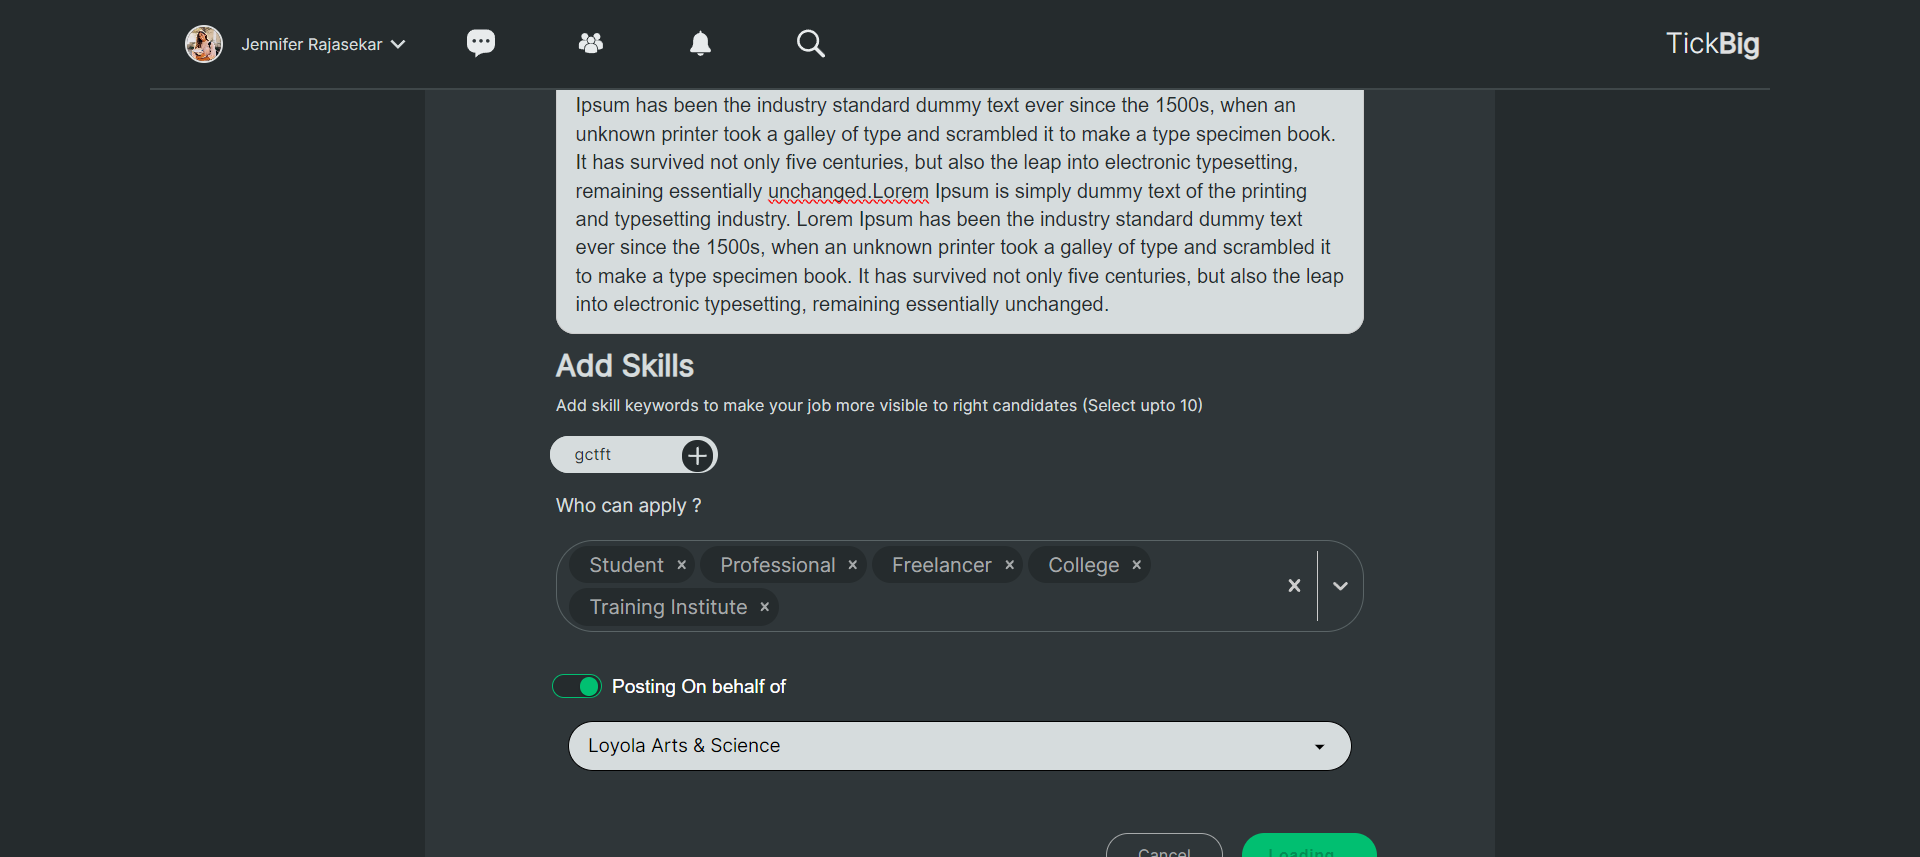 Jennifer Rajasekar
TickBig
Ipsum has been the industry standard dummy text ever since the 1500s, when an
unknown printer took a galley of type and scrambled it to make a type specimen book.
It has survived not only five centuries, but also the leap into electronic typesetting,
remaining essentially unchanged.Lorem Ipsum is simply dummy text of the printing
and typesetting industry. Lorem Ipsum has been the industry standard dummy text
ever since the 1500s, when an unknown printer took a galley of type and scrambled it
to make a type specimen book. It has survived not only five centuries, but also the leap
into electronic typesetting, remaining essentially unchanged.
Add Skills
Add skill keywords to make your job more visible to right candidates (Select upto 10)
gctft
Who can apply ?
Student Professional Freelancer College
Training Institute
Posting On behalf of
Loyola Arts & Science
Cancel Loading...